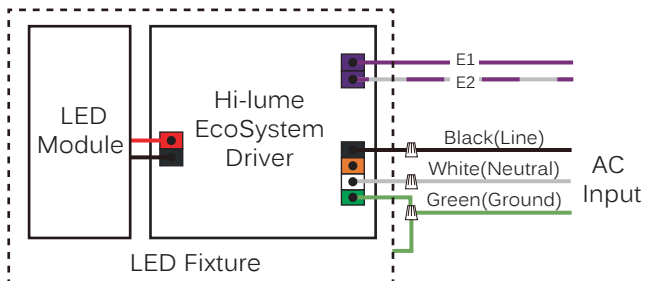 LED
Module
Hi-lume
EcoSystem
Driver
E1
E2
Black(Line)
White(Neutral)
Green(Ground)
AC
Input
LED Fixture